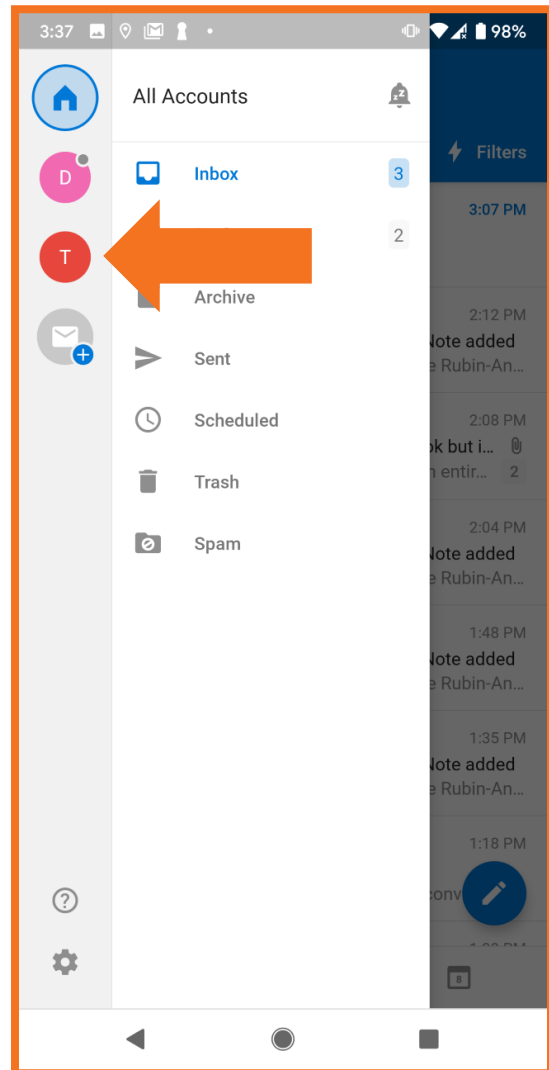 3:37
98%
All Accounts
Filters
D
Inbox 3
3:07 PM
T
2
Archive
2:12 PM
Note added
e Rubin-An...
Sent
Scheduled
2:08 PM
ok but i...
n entir... 2
Trash
Spam
2:04 PM
Note added
e Rubin-An...
1:48 PM
Note added
e Rubin-An...
1:35 PM
Note added
e Rubin-An...
1:18 PM
conv
8